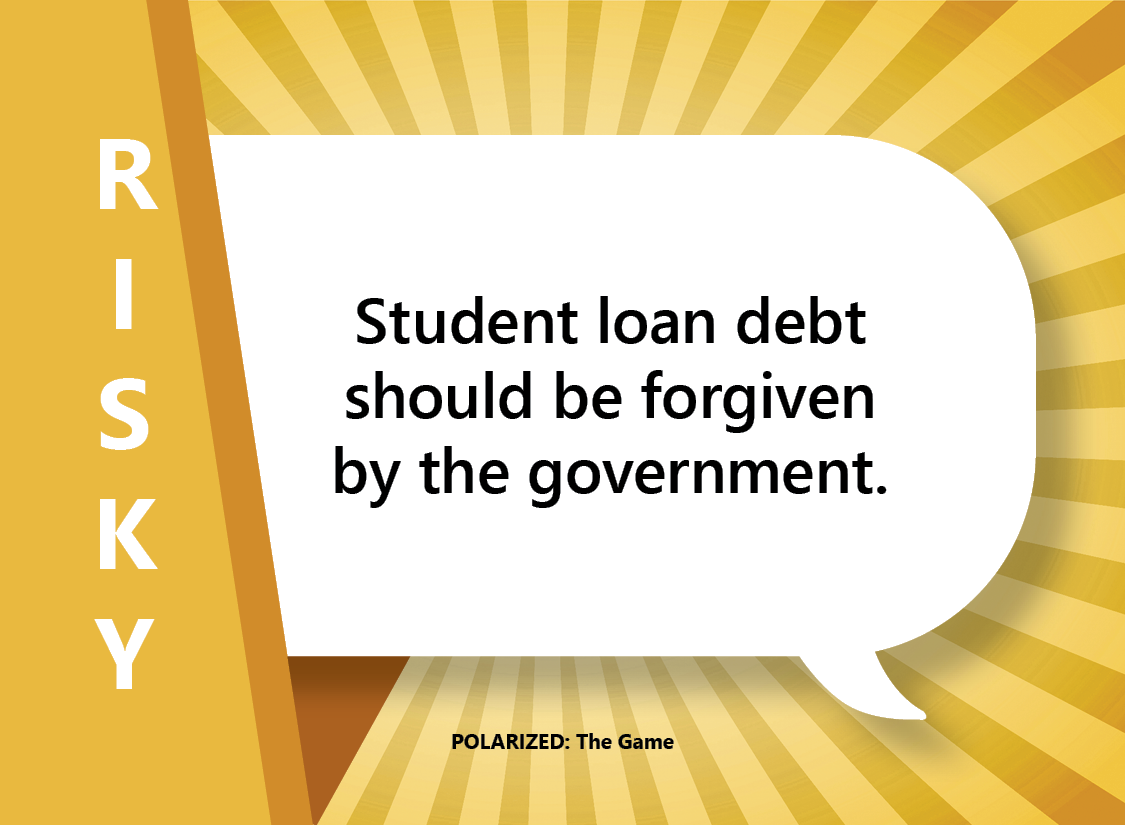 RISKY
Student loan debt
should be forgiven
by the government.
POLARIZED: The Game